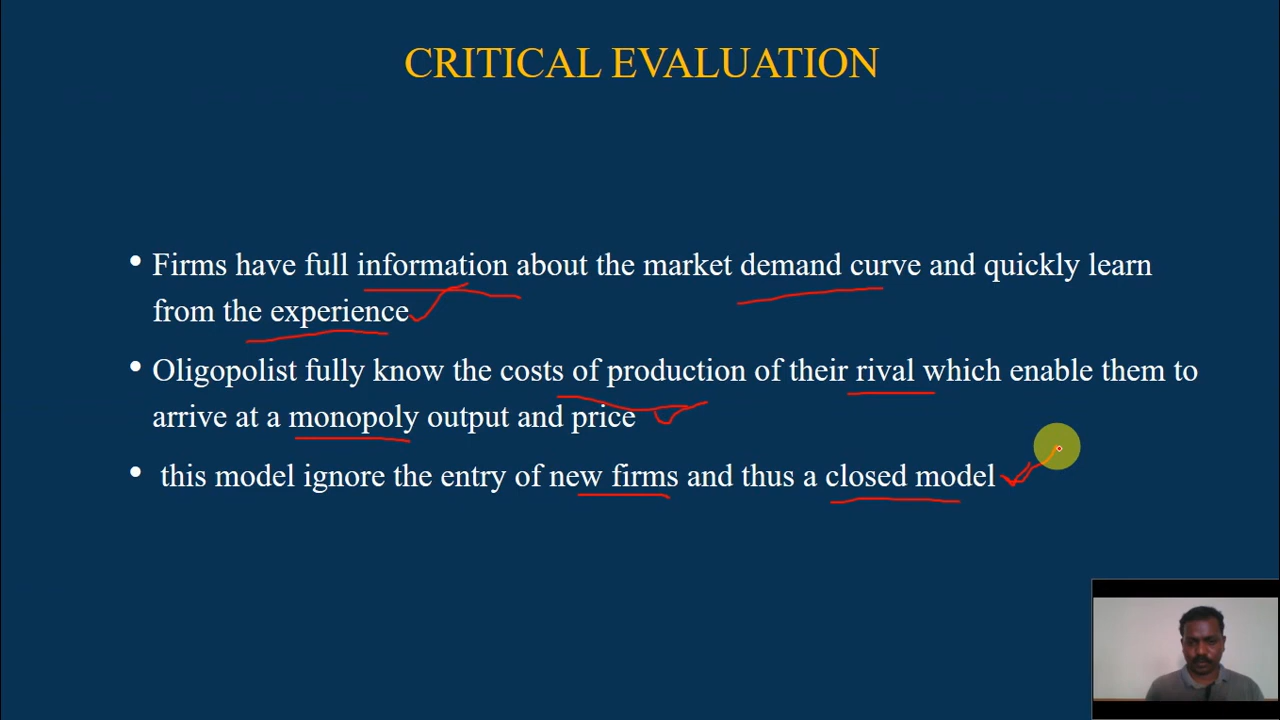 CRITICAL EVALUATION
• Firms have full information about the market demand curve and quickly learn
from the experience
• Oligopolist fully know the costs of production of their rival which enable them to
arrive at a monopoly output and price
• this model ignore the entry of new firms and thus a closed model